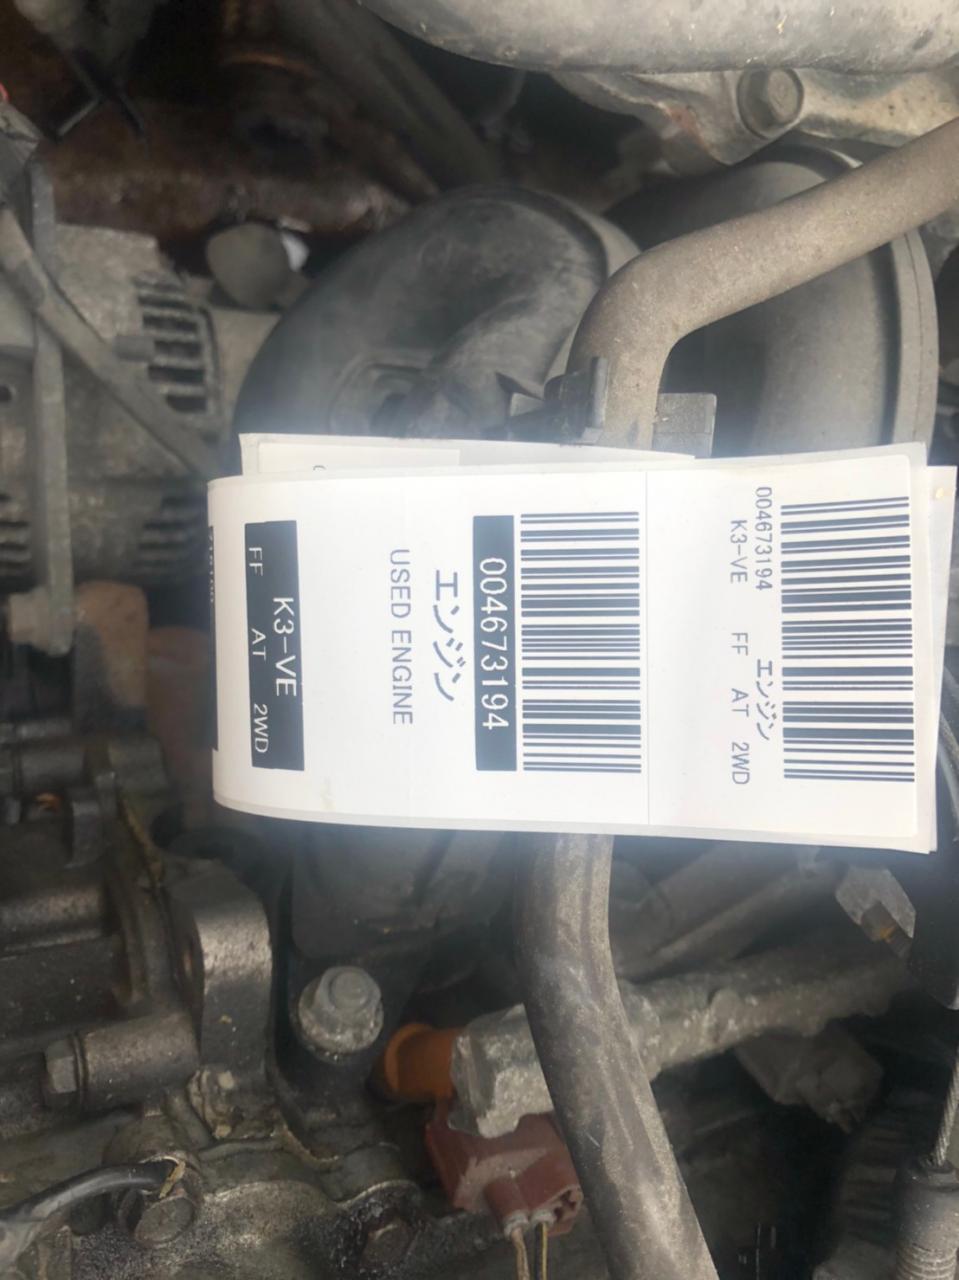 004673194 エンジン
K3-VE FF AT 2WD
004673194
エンジン
USED ENGINE
K3-VE
FF AT 2WD